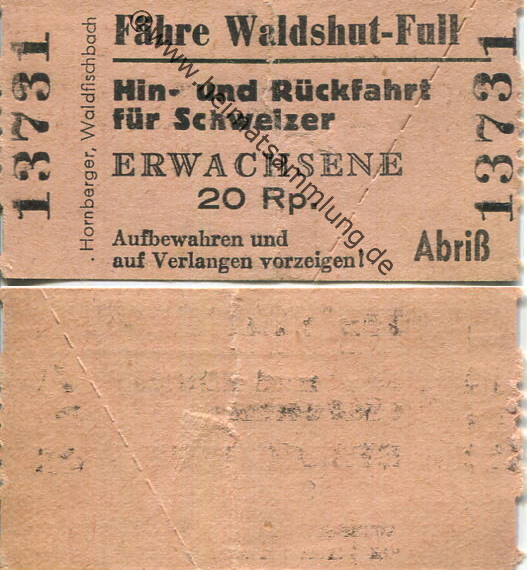 Fähre Waldshut-Full
Hin- und Rückfahrt
für Schweizer
ERWACHSENE
20 Rp.
Aufbewahren und
auf Verlangen vorzeigen!
Abriß
13731
13731
. Hornberger, Waldfischbach
©www.heimatsammlung.de